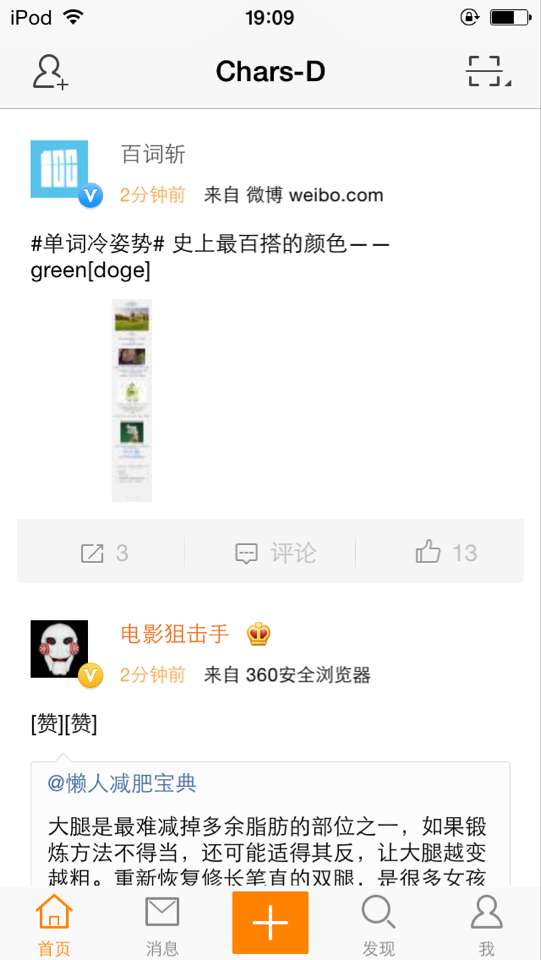 iPod 19:09
Chars-D
百词斩
2分钟前 来自 微博 weibo.com
#单词冷姿势# 史上最百搭的颜色——
green[doge]
3 评论 13
电影狙击手
2分钟前 来自 360安全浏览器
[赞][赞]
@懒人减肥宝典
大腿是最难减掉多余脂肪的部位之一，如果锻
炼方法不得当，还可能适得其反，让大腿越变
越粗。重新恢复修长笔直的双腿，是很多女孩
首页 消息 发现 我